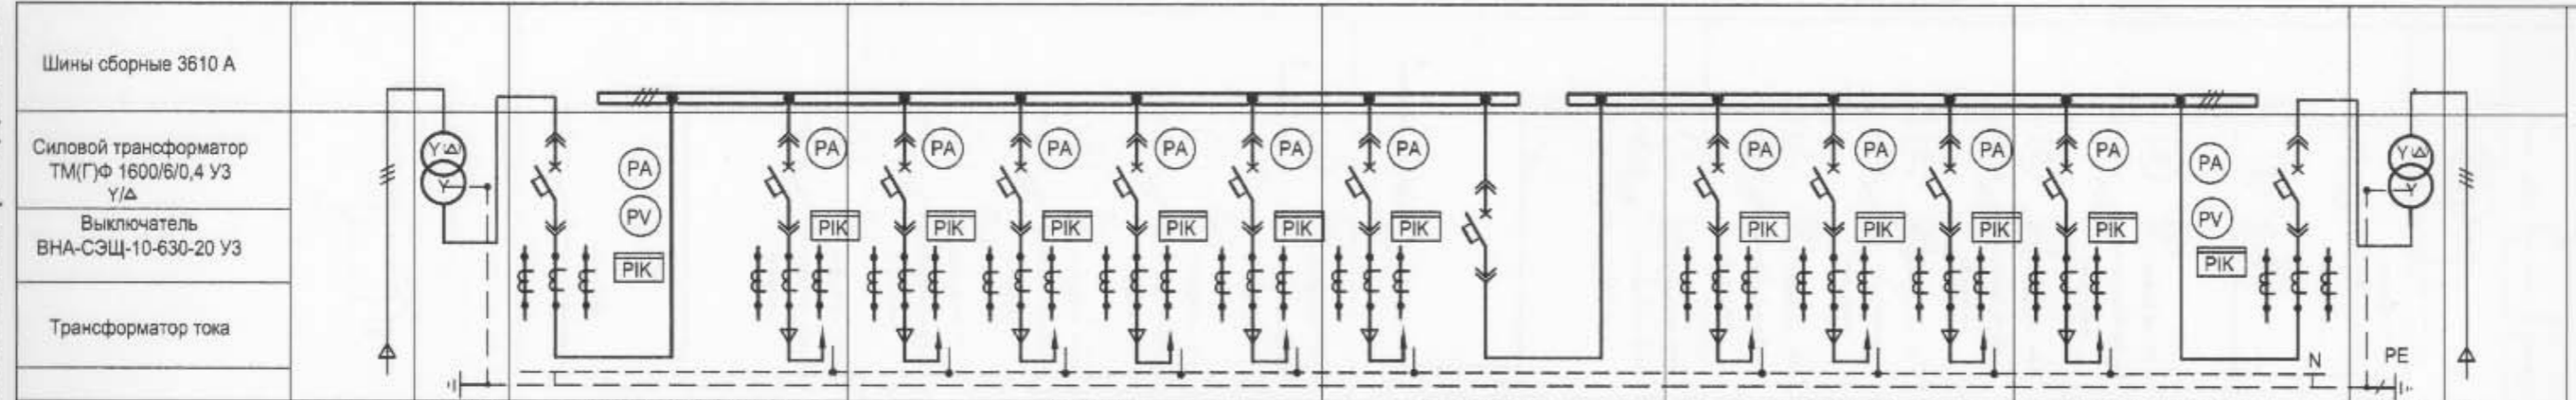 Шины сборные 3610 А
Силовой трансформатор
ТМ(Г)Ф 1600/6/0,4 У3
Y/Δ
Выключатель
ВНА-СЭЩ-10-630-20 У3
Трансформатор тока
Y Δ
Y
PA
PV
PIK
PA
PIK
PA
PIK
PA
PIK
PA
PIK
PA
PIK
PA
PIK
PA
PIK
PA
PIK
PA
PIK
PA
PIK
PA
PV
PIK
Y Δ
Y
N
PE